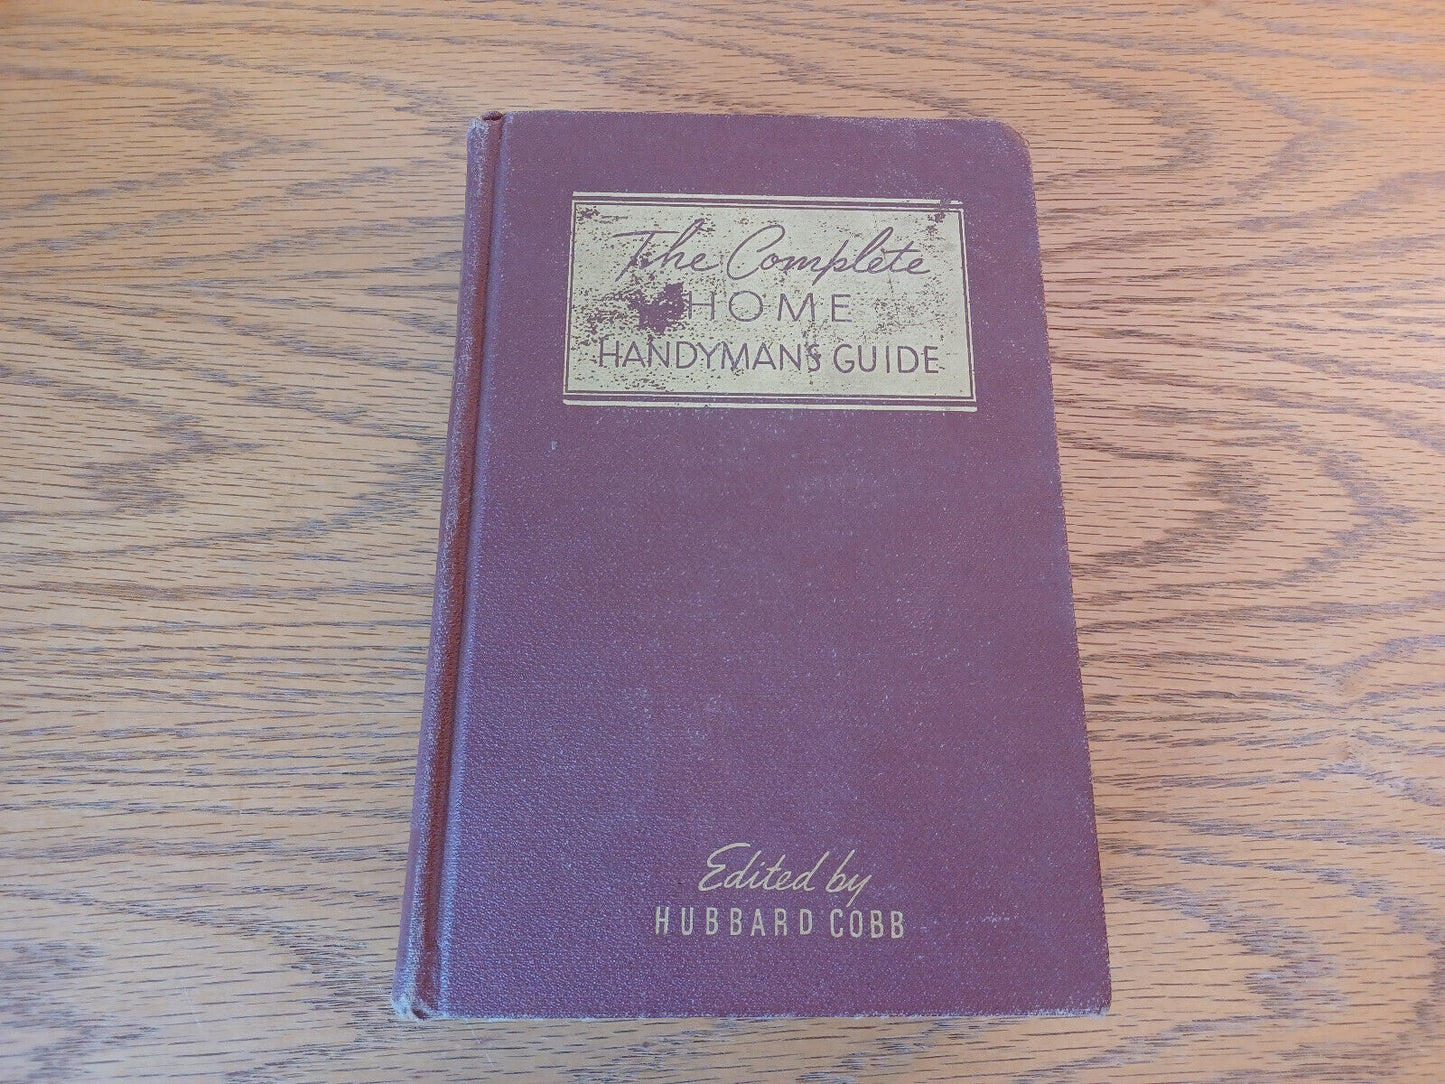 The Complete
HOME
HANDYMANS GUIDE
Edited by
HUBBARD COBB